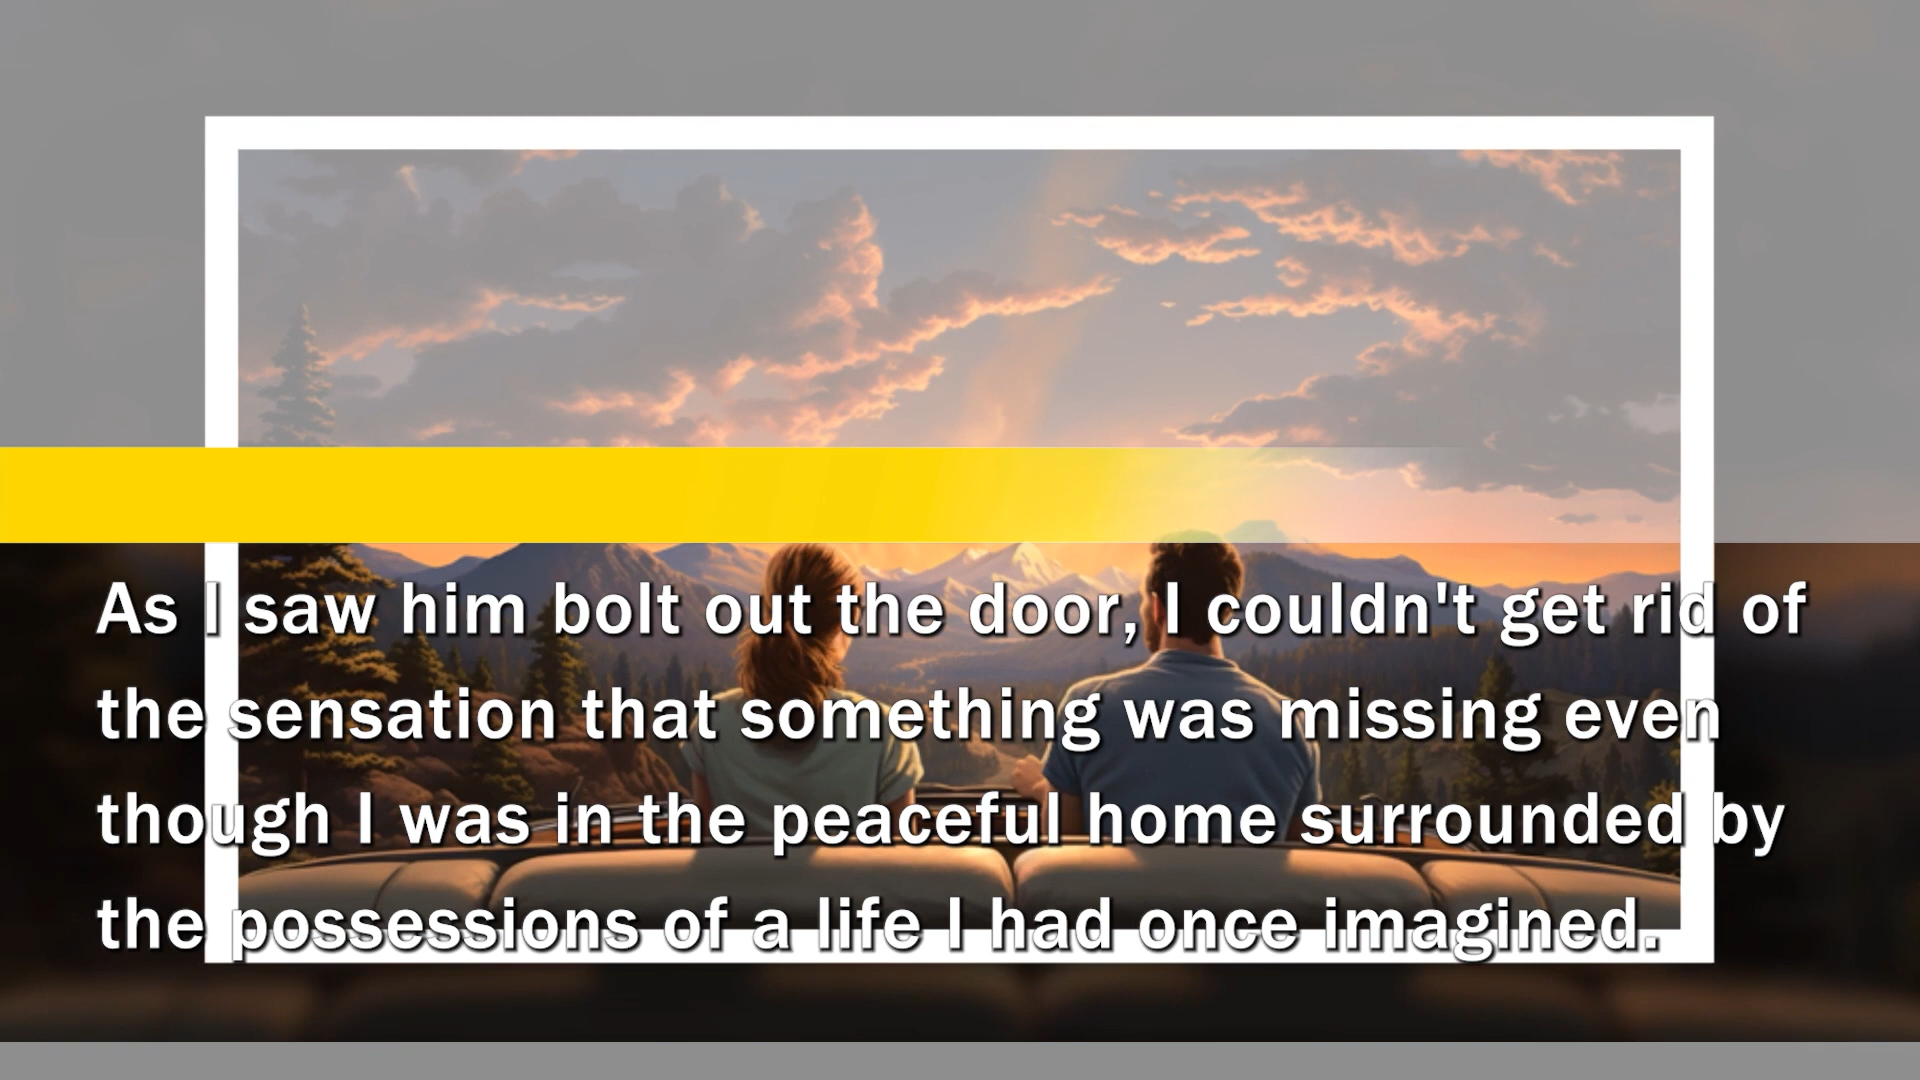 As I saw him bolt out the door, I couldn't get rid of
the sensation that something was missing even
though I was in the peaceful home surrounded by
the possessions of a life I had once imagined.